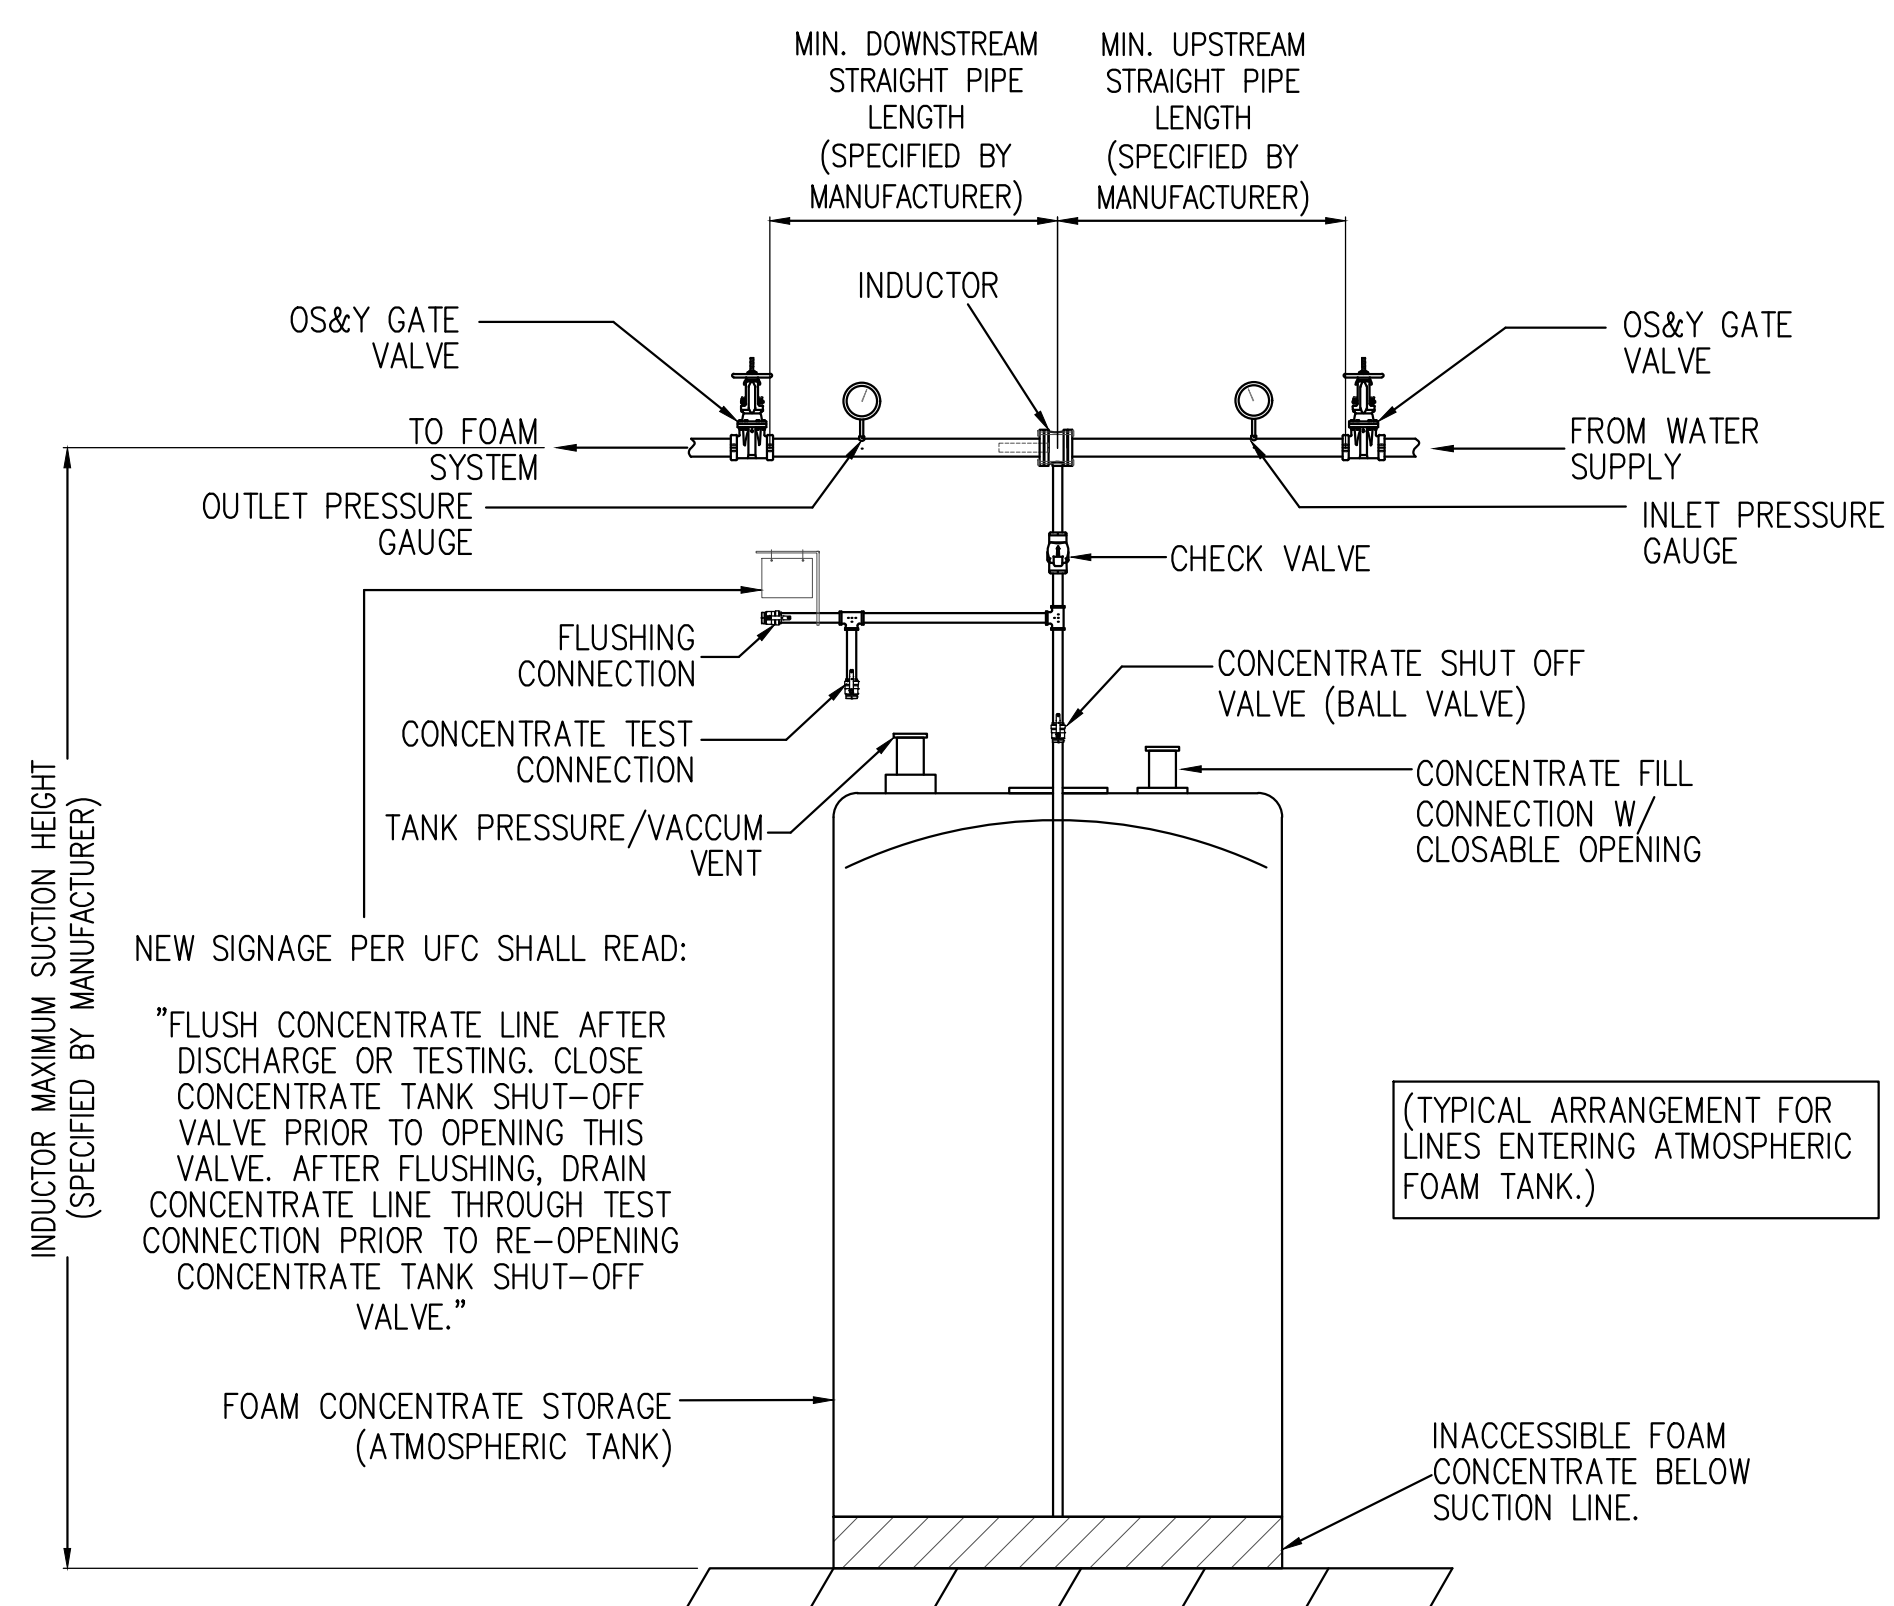 MIN. DOWNSTREAM
STRAIGHT PIPE
LENGTH
(SPECIFIED BY
MANUFACTURER)
MIN. UPSTREAM
STRAIGHT PIPE
LENGTH
(SPECIFIED BY
MANUFACTURER)
INDUCTOR
OS&Y GATE
VALVE
OS&Y GATE
VALVE
TO FOAM
SYSTEM
FROM WATER
SUPPLY
OUTLET PRESSURE
GAUGE
INLET PRESSURE
GAUGE
CHECK VALVE
FLUSHING
CONNECTION
CONCENTRATE SHUT OFF
VALVE (BALL VALVE)
CONCENTRATE TEST
CONNECTION
CONCENTRATE FILL
CONNECTION W/
CLOSABLE OPENING
TANK PRESSURE/VACCUM
VENT
INDUCTOR MAXIMUM SUCTION HEIGHT
(SPECIFIED BY MANUFACTURER)
NEW SIGNAGE PER UFC SHALL READ:
"FLUSH CONCENTRATE LINE AFTER
DISCHARGE OR TESTING. CLOSE
CONCENTRATE TANK SHUT-OFF
VALVE PRIOR TO OPENING THIS
VALVE. AFTER FLUSHING, DRAIN
CONCENTRATE LINE THROUGH TEST
CONNECTION PRIOR TO RE-OPENING
CONCENTRATE TANK SHUT-OFF
VALVE."
(TYPICAL ARRANGEMENT FOR
LINES ENTERING ATMOSPHERIC
FOAM TANK.)
FOAM CONCENTRATE STORAGE
(ATMOSPHERIC TANK)
INACCESSIBLE FOAM
CONCENTRATE BELOW
SUCTION LINE.